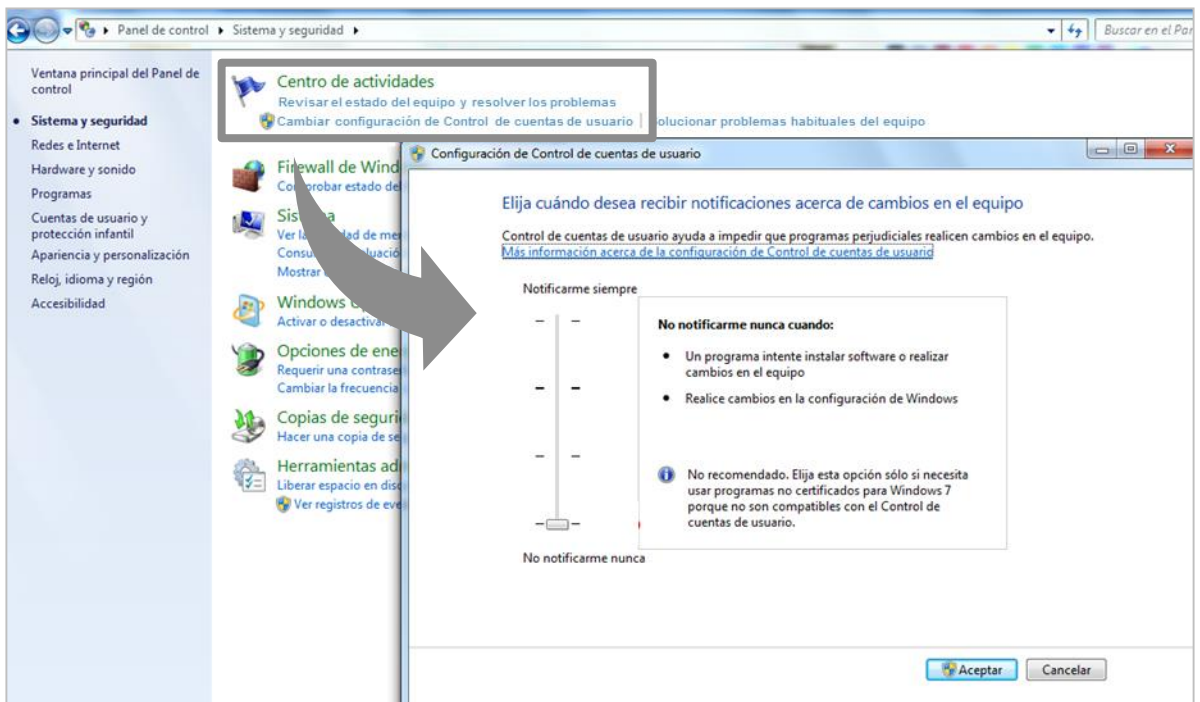 Panel de control
Sistema y seguridad
Buscar en el Par
Ventana principal del Panel de
control
Sistema y seguridad
Redes e Internet
Hardware y sonido
Programas
Cuentas de usuario y
protección infantil
Apariencia y personalización
Reloj, idioma y región
Accesibilidad
Centro de actividades
Revisar el estado del equipo y resolver los problemas
Cambiar configuración de Control de cuentas de usuario
olucionar problemas habituales del equipo
Firewall de Wind
estado de
Ver la
Mostrar
Windows
Activar o desactiva
Opciones de ene
Requerir una contrase
Cambiar la frecuencia
Copias de seguri
Hacer una copia de se
Herramientas ad
Liberar espacio en disc
Ver registros de eve
Configuración de Control de cuentas de usuario
Elija cuándo desea recibir notificaciones acerca de cambios en el equipo
Control de cuentas de usuario ayuda a impedir que programas perjudiciales realicen cambios en el equipo.
Más información acerca de la configuración de Control de cuentas de usuario
Notificarme siempre
No notificarme nunca cuando:
Un programa intente instalar software o realizar
cambios en el equipo
Realice cambios en la configuración de Windows
No recomendado. Elija esta opción sólo si necesita
usar programas no certificados para Windows 7
porque no son compatibles con el Control de
cuentas de usuario.
No notificarme nunca
Aceptar
Cancelar